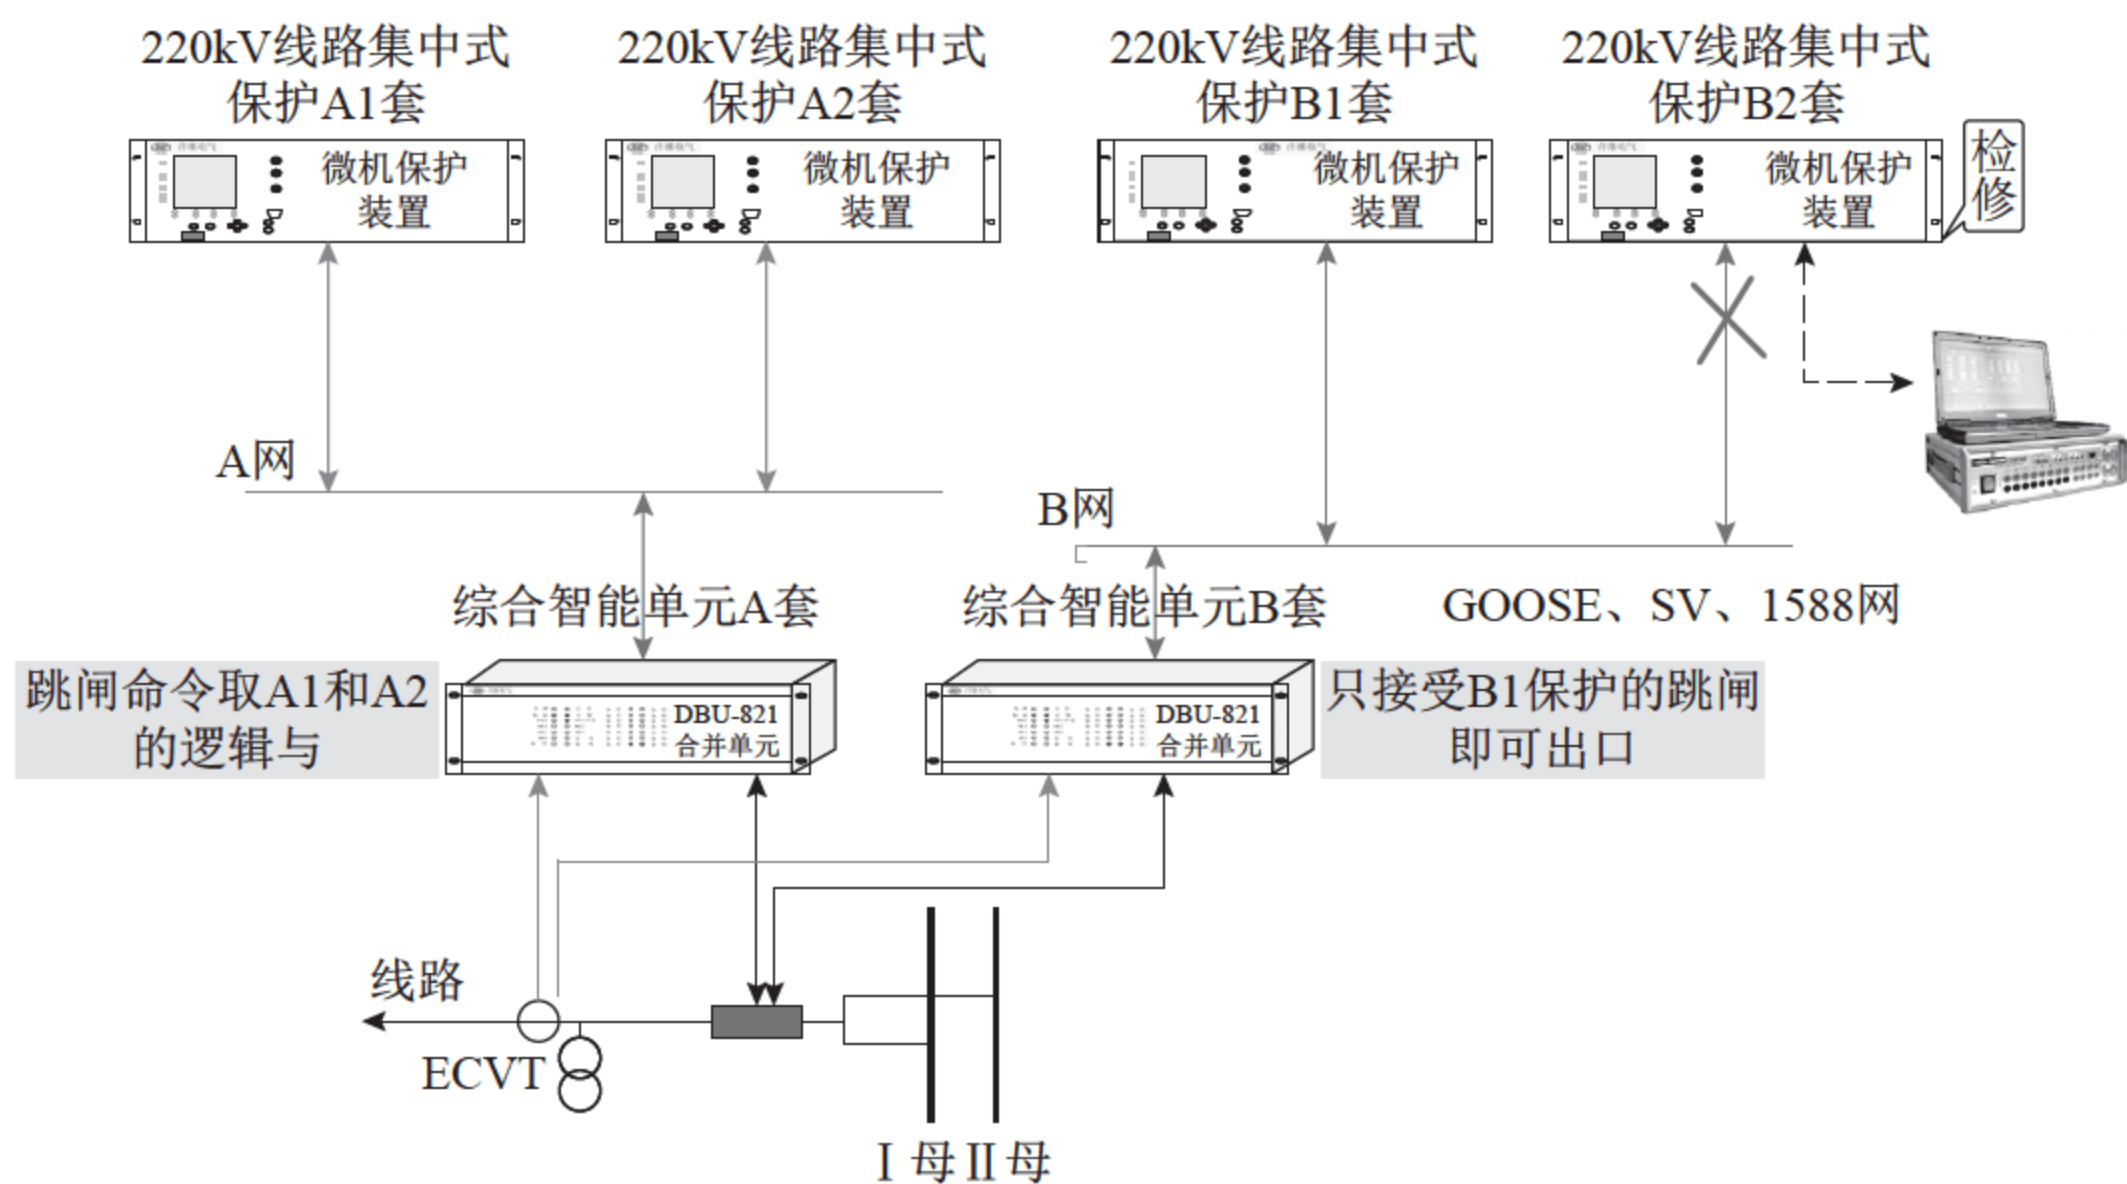 220kV线路集中式
保护A1套
220kV线路集中式
保护A2套
220kV线路集中式
保护B1套
220kV线路集中式
保护B2套
微机保护
装置
微机保护
装置
微机保护
装置
微机保护
装置
检
修
A网
B网
综合智能单元A套
综合智能单元B套
GOOSE、SV、1588网
跳闸命令取A1和A2
的逻辑与
DBU-821
合并单元
DBU-821
合并单元
只接受B1保护的跳闸
即可出口
线路
ECVT
I 母 II 母